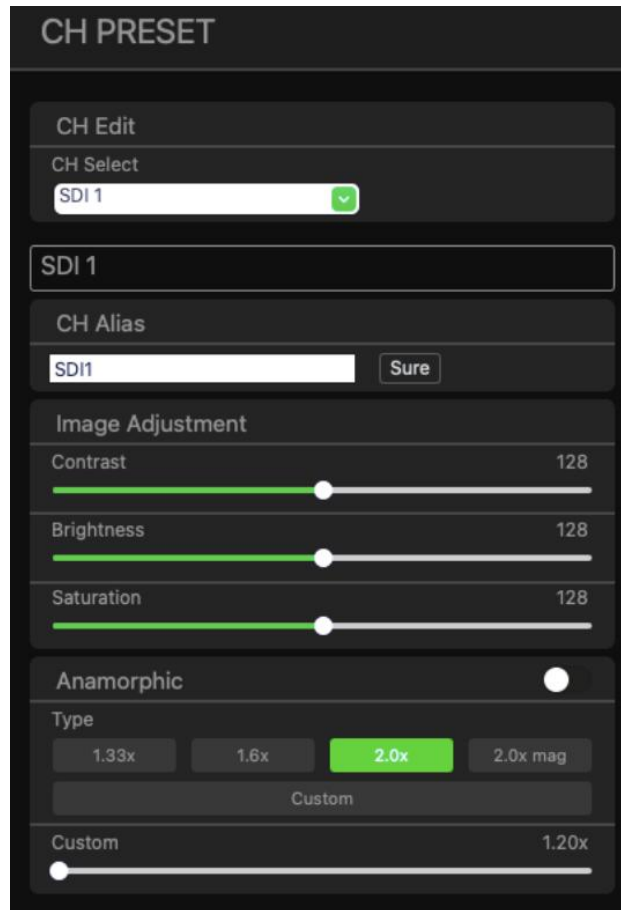 CH PRESET
CH Edit
CH Select
SDI 1
SDI 1
CH Alias
SDI1 Sure
Image Adjustment
Contrast 128
Brightness 128
Saturation 128
Anamorphic
Type
1.33x 1.6x 2.0x 2.0x mag
Custom
Custom 1.20x